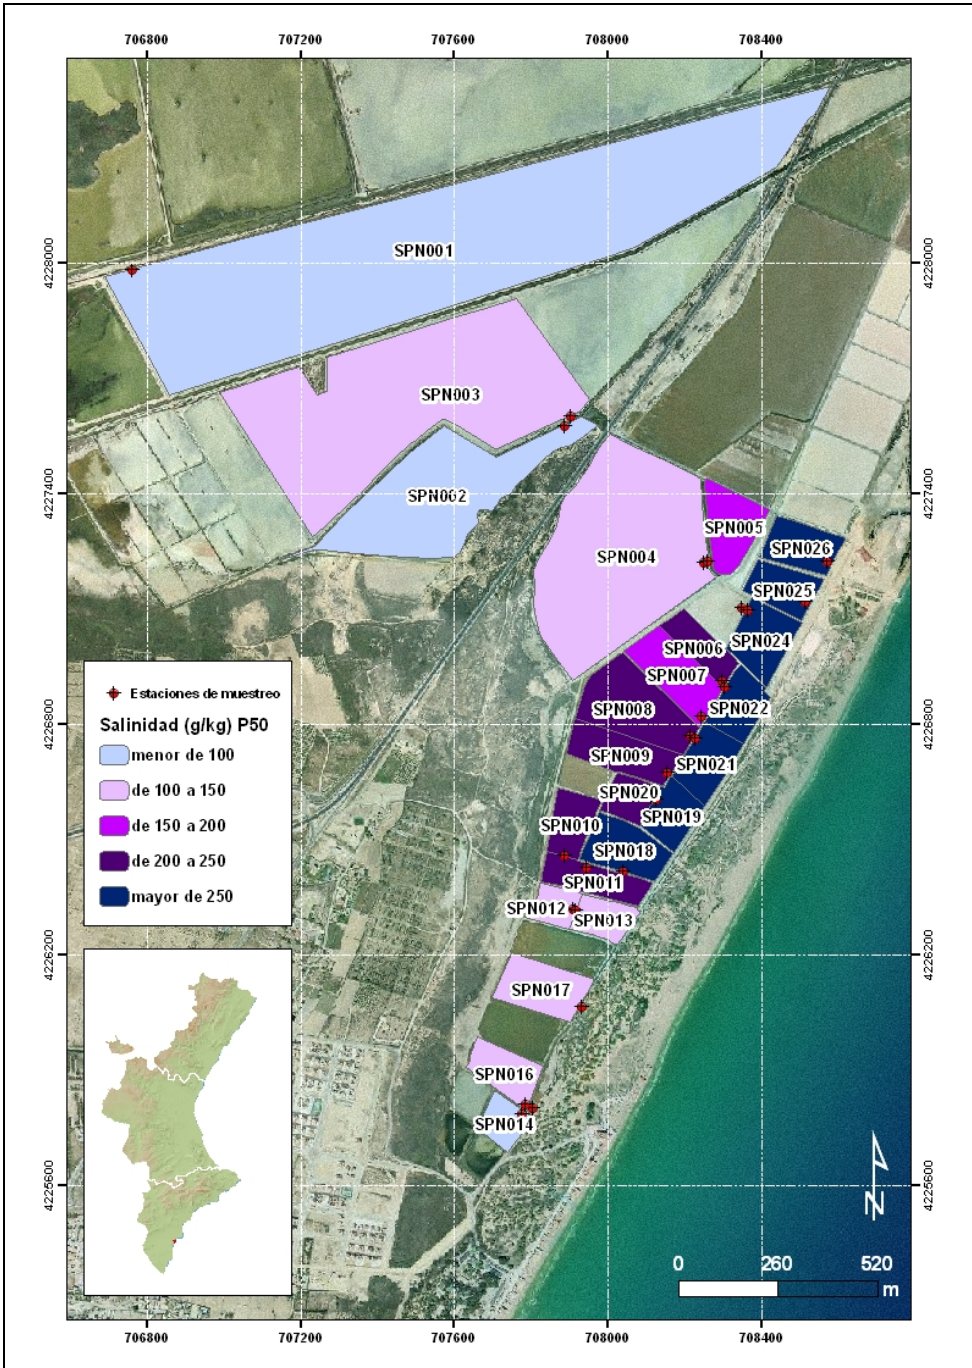 706800 707200 707600 708000 708400
4228000 4228000
4227400 4227400
4226800 4226800
4226200 4226200
4225600 4225600
SPN001
SPN003
SPN002
SPN005
SPN004
SPN026
SPN025
SPN024
SPN006
SPN007
SPN022
SPN008
SPN009
SPN021
SPN020
SPN019
SPN010
SPN018
SPN011
SPN012
SPN013
SPN017
SPN016
SPN014
Estaciones de muestreo
Salinidad (g/kg) P50
menor de 100
de 100 a 150
de 150 a 200
de 200 a 250
mayor de 250
N
0 260 520
m
706800 707200 707600 708000 708400